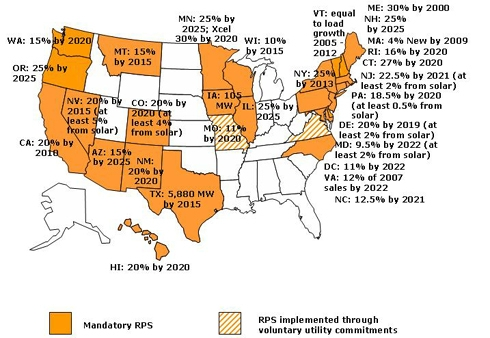 MN: 25% by
2025; Xcel
30% by 2020
WI: 10%
by 2015
VT: equal
to load
growth
2005 -
2012
ME: 30% by 2000
NH: 25%
by 2025
MA: 4% New by 2009
RI: 16% by 2020
CT: 27% by 2020
NJ: 22.5% by 2021 (at
least 2% from solar)
PA: 18.5% by 2020
(at least 0.5% from
solar)
DE: 20% by 2019 (at
least 2% from solar)
MD: 9.5% by 2022 (at
least 2% from solar)
DC: 11% by 2022
VA: 12% of 2007
sales by 2022
NC: 12.5% by 2021
WA: 15% by 2020
OR: 25% by
2025
MT: 15%
by 2015
NY: 25%
by 2013
NV: 20% by
2015 (at
least 5%
from solar)
CO: 20% by
2020 (at
least 4%
from solar)
IA: 105
MW
IL: 25% by
2025
MO: 11%
by 2020
CA: 20%
by 2010
AZ: 15%
by 2025
NM:
20% by
2020
TX: 5,880 MW
by 2015
HI: 20% by 2020
Mandatory RPS
RPS implemented through
voluntary utility commitments